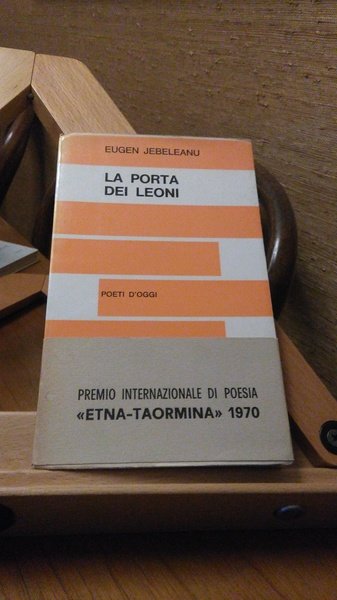 EUGEN JEBELEANU
LA PORTA
DEI LEONI
POETI D'OGGI
PREMIO INTERNAZIONALE DI POESIA
«ETNA-TAORMINA» 1970